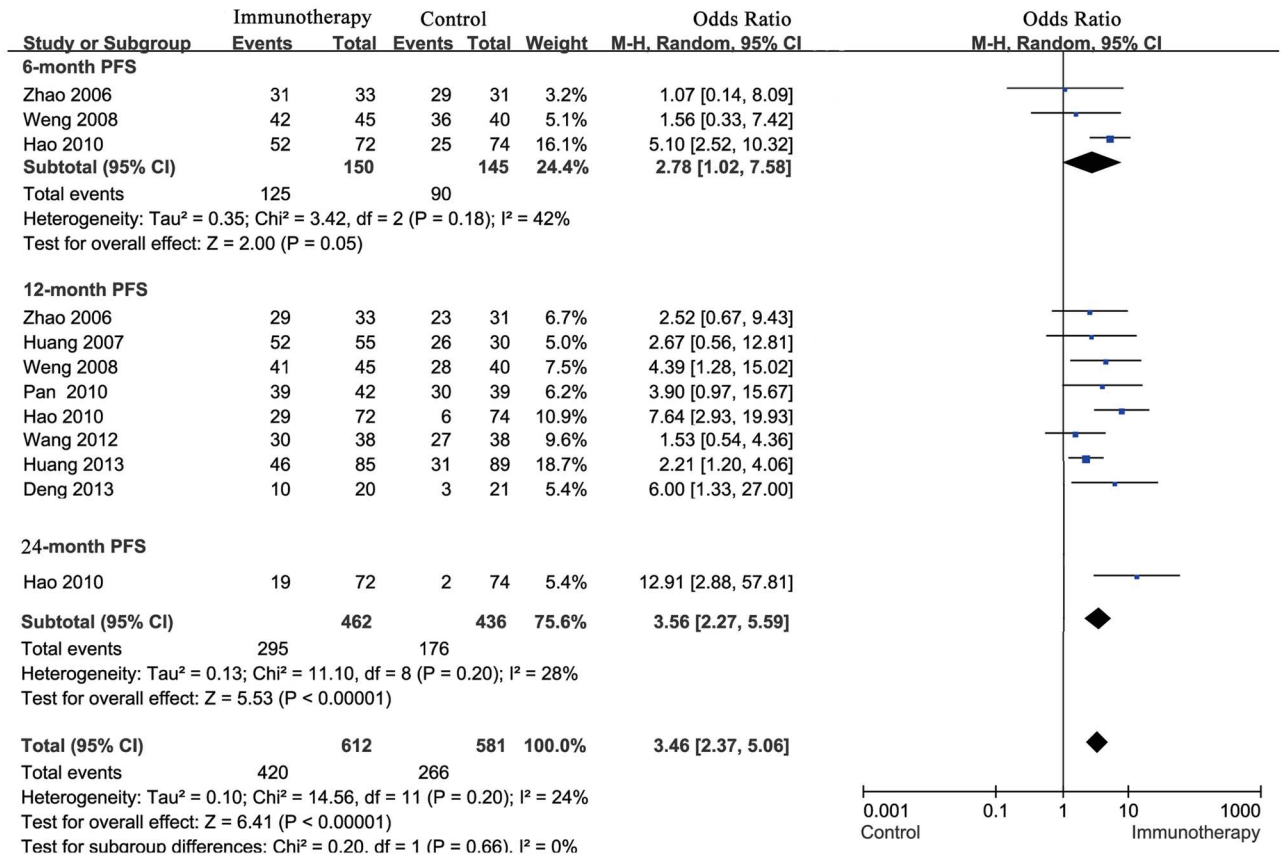 Immunotherapy Control Odds Ratio Odds Ratio
Study or Subgroup Events Total Events Total Weight M-H, Random, 95% CI M-H, Random, 95% CI
6-month PFS
Zhao 2006 31 33 29 31 3.2% 1.07 [0.14, 8.09]
Weng 2008 42 45 36 40 5.1% 1.56 [0.33, 7.42]
Hao 2010 52 72 25 74 16.1% 5.10 [2.52, 10.32]
Subtotal (95% CI) 150 145 24.4% 2.78 [1.02, 7.58]
Total events 125 90
Heterogeneity: Tau² = 0.35; Chi² = 3.42, df = 2 (P = 0.18); I² = 42%
Test for overall effect: Z = 2.00 (P = 0.05)
12-month PFS
Zhao 2006 29 33 23 31 6.7% 2.52 [0.67, 9.43]
Huang 2007 52 55 26 30 5.0% 2.67 [0.56, 12.81]
Weng 2008 41 45 28 40 7.5% 4.39 [1.28, 15.02]
Pan 2010 39 42 30 39 6.2% 3.90 [0.97, 15.67]
Hao 2010 29 72 6 74 10.9% 7.64 [2.93, 19.93]
Wang 2012 30 38 27 38 9.6% 1.53 [0.54, 4.36]
Huang 2013 46 85 31 89 18.7% 2.21 [1.20, 4.06]
Deng 2013 10 20 3 21 5.4% 6.00 [1.33, 27.00]
24-month PFS
Hao 2010 19 72 2 74 5.4% 12.91 [2.88, 57.81]
Subtotal (95% CI) 462 436 75.6% 3.56 [2.27, 5.59]
Total events 295 176
Heterogeneity: Tau² = 0.13; Chi² = 11.10, df = 8 (P = 0.20); I² = 28%
Test for overall effect: Z = 5.53 (P < 0.00001)
Total (95% CI) 612 581 100.0% 3.46 [2.37, 5.06]
Total events 420 266
Heterogeneity: Tau² = 0.10; Chi² = 14.56, df = 11 (P = 0.20); I² = 24%
Test for overall effect: Z = 6.41 (P < 0.00001)
Test for subgroup differences: Chi² = 0.20, df = 1 (P = 0.66), I² = 0%
0.001 0.1 1 10 1000
Control Immunotherapy